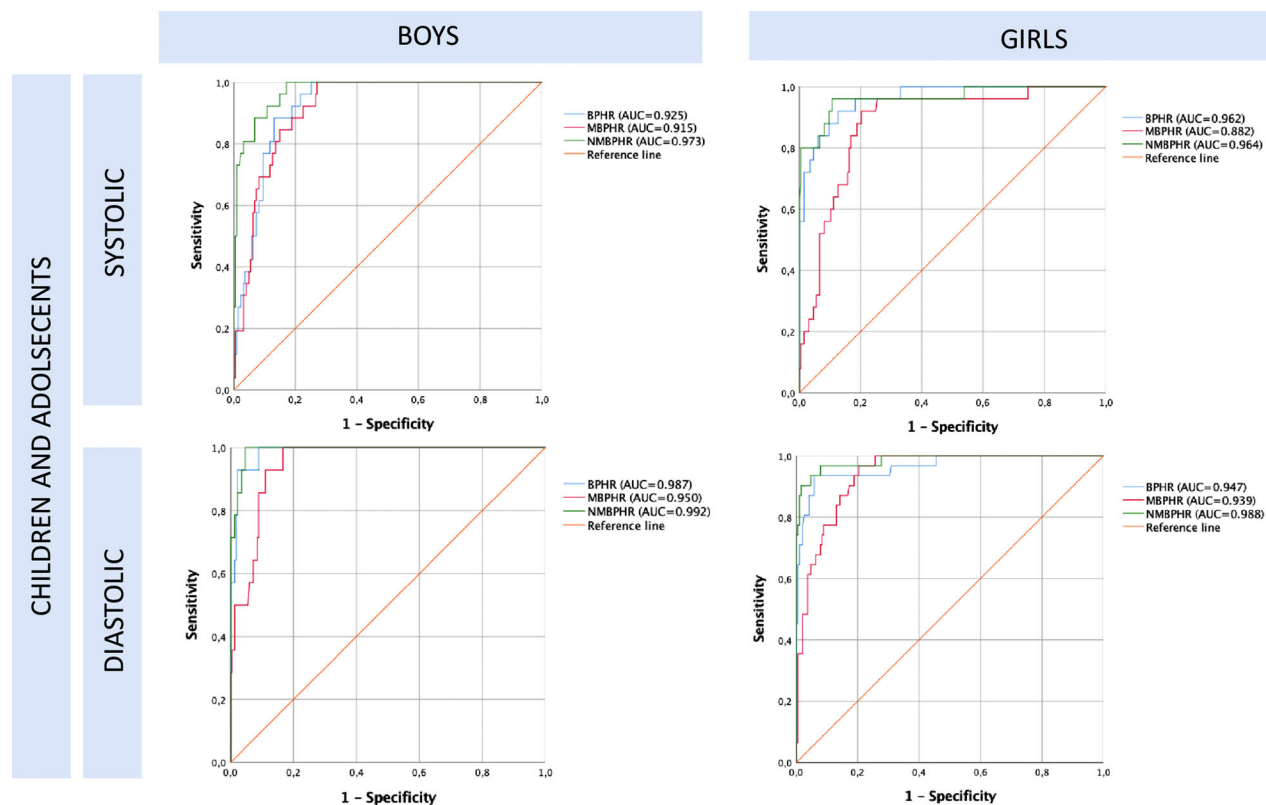 BOYS
GIRLS
CHILDREN AND ADOLSECENTS
SYSTOLIC
1,0
0,8
0,6
0,4
0,2
0,0
0,0 0,2 0,4 0,6 0,8 1,0
Sensitivity
1 - Specificity
BPHR (AUC=0.925)
MBPHR (AUC=0.915)
NMBPHR (AUC=0.973)
Reference line
1,0
0,8
0,6
0,4
0,2
0,0
0,0 0,2 0,4 0,6 0,8 1,0
Sensitivity
1 - Specificity
BPHR (AUC=0.962)
MBPHR (AUC=0.882)
NMBPHR (AUC=0.964)
Reference line
DIASTOLIC
1,0
0,8
0,6
0,4
0,2
0,0
0,0 0,2 0,4 0,6 0,8 1,0
Sensitivity
1 - Specificity
BPHR (AUC=0.987)
MBPHR (AUC=0.950)
NMBPHR (AUC=0.992)
Reference line
1,0
0,8
0,6
0,4
0,2
0,0
0,0 0,2 0,4 0,6 0,8 1,0
Sensitivity
1 - Specificity
BPHR (AUC=0.947)
MBPHR (AUC=0.939)
NMBPHR (AUC=0.988)
Reference line